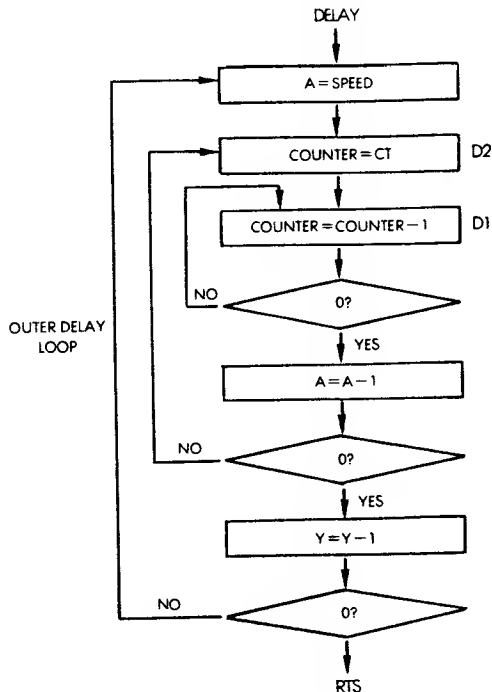 DELAY
A=SPEED
COUNTER=CT
D2
COUNTER=COUNTER-1
D1
NO
0?
OUTER DELAY
LOOP
YES
A=A-1
NO
0?
YES
Y=Y-1
NO
0?
RTS